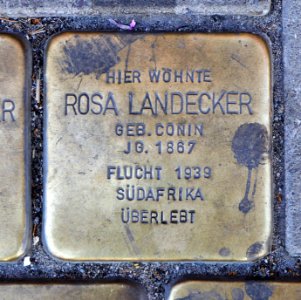 HIER WOHNTE
ROSA LANDECKER
GEB. CONIN
JG. 1867
FLUCHT 1939
SÜDAFRIKA
ÜBERLEBT